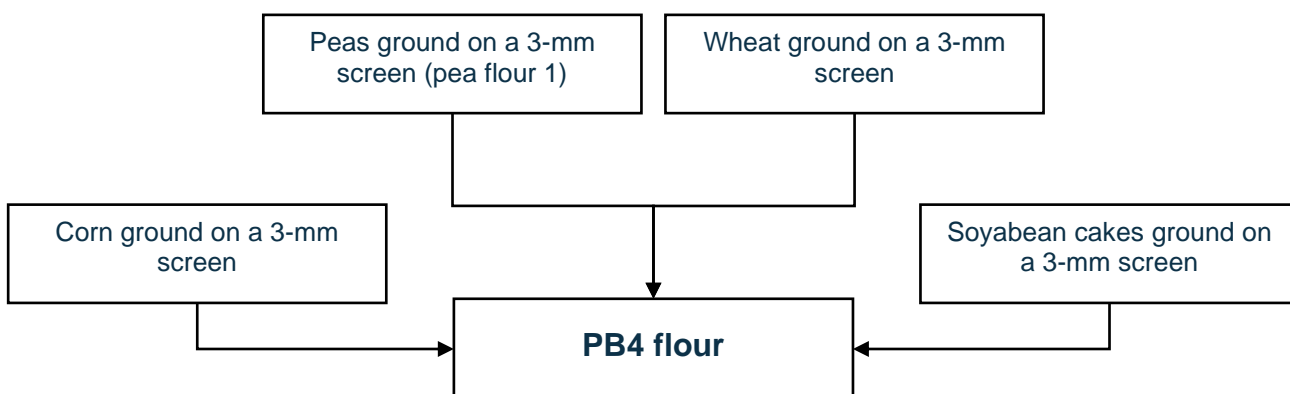 Peas ground on a 3-mm
screen (pea flour 1)
Wheat ground on a 3-mm
screen
Corn ground on a 3-mm
screen
Soyabean cakes ground on
a 3-mm screen
PB4 flour